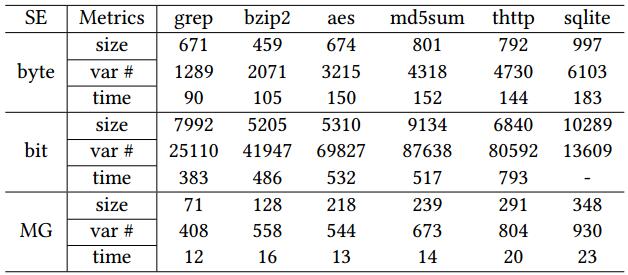 SE Metrics grep bzip2 aes md5sum thttp sqlite
size 671 459 674 801 792 997
byte var # 1289 2071 3215 4318 4730 6103
time 90 105 150 152 144 183
size 7992 5205 5310 9134 6840 10289
bit var # 25110 41947 69827 87638 80592 13609
time 383 486 532 517 793 -
size 71 128 218 239 291 348
MG var # 408 558 544 673 804 930
time 12 16 13 14 20 23